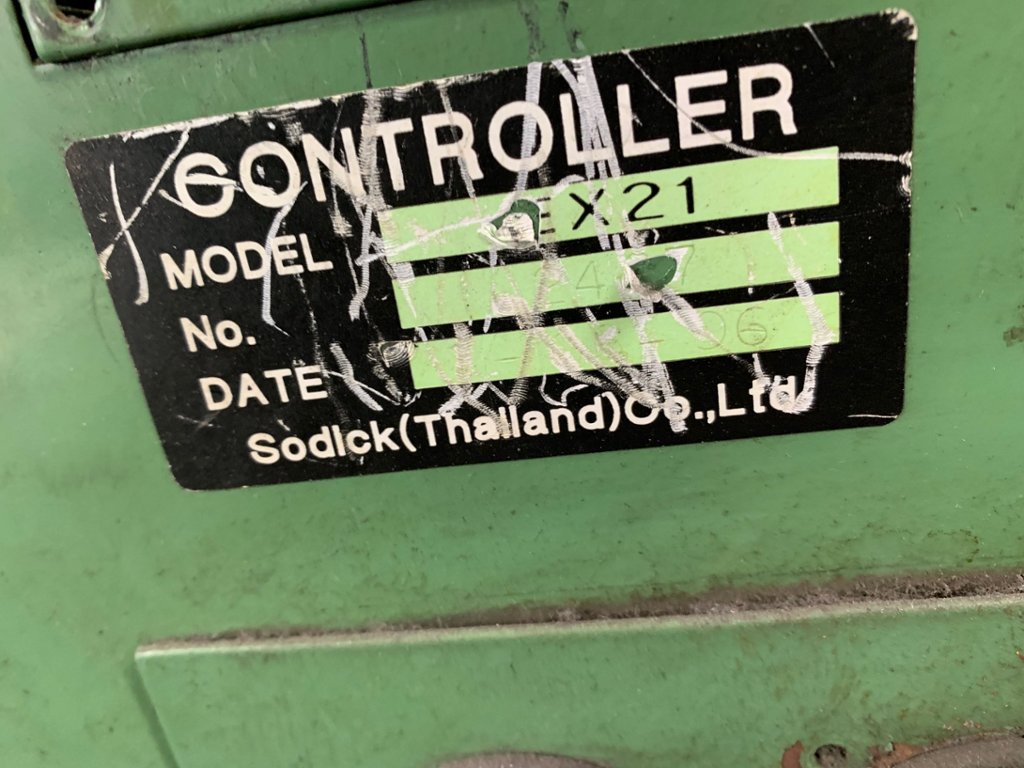 CONTROLLER
MODEL EX21
No.
DATE
Sodick(Thailand)Co.,Ltd.